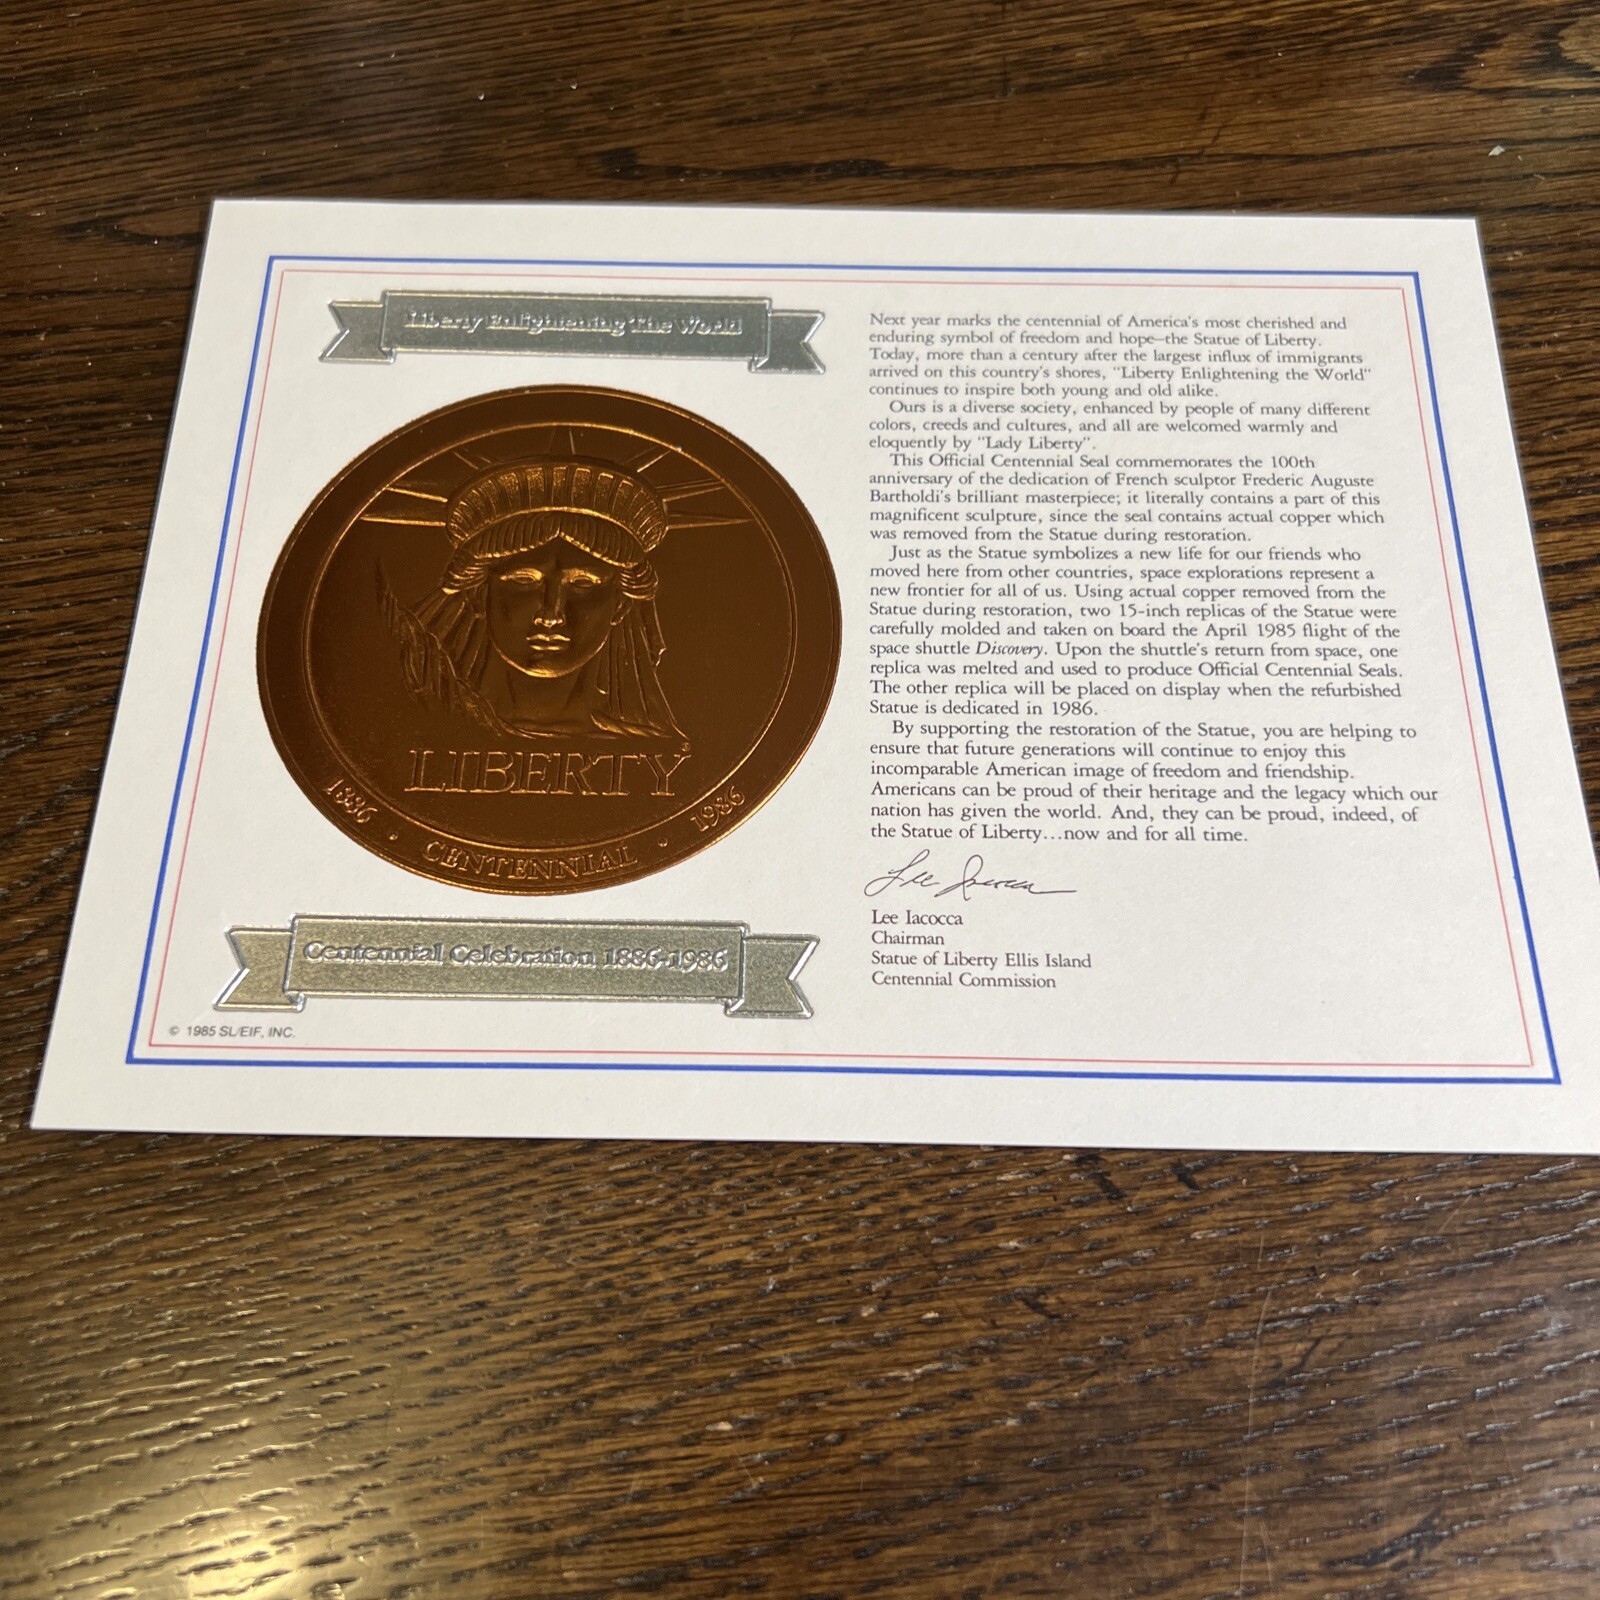 Liberty Enlightening The World
LIBERTY®
1886 • CENTENNIAL • 1986
Centennial Celebration 1886-1986
© 1985 SL/EIF, INC.
Next year marks the centennial of America's most cherished and
enduring symbol of freedom and hope—the Statue of Liberty.
Today, more than a century after the largest influx of immigrants
arrived on this country's shores, "Liberty Enlightening the World"
continues to inspire both young and old alike.
Ours is a diverse society, enhanced by people of many different
colors, creeds and cultures, and all are welcomed warmly and
eloquently by "Lady Liberty".
This Official Centennial Seal commemorates the 100th
anniversary of the dedication of French sculptor Frederic Auguste
Bartholdi's brilliant masterpiece; it literally contains a part of this
magnificent sculpture, since the seal contains actual copper which
was removed from the Statue during restoration.
Just as the Statue symbolizes a new life for our friends who
moved here from other countries, space explorations represent a
new frontier for all of us. Using actual copper removed from the
Statue during restoration, two 15-inch replicas of the Statue were
carefully molded and taken on board the April 1985 flight of the
space shuttle Discovery. Upon the shuttle's return from space, one
replica was melted and used to produce Official Centennial Seals.
The other replica will be placed on display when the refurbished
Statue is dedicated in 1986.
By supporting the restoration of the Statue, you are helping to
ensure that future generations will continue to enjoy this
incomparable American image of freedom and friendship.
Americans can be proud of their heritage and the legacy which our
nation has given the world. And, they can be proud, indeed, of
the Statue of Liberty...now and for all time.
Lee Iacocca
Lee Iacocca
Chairman
Statue of Liberty Ellis Island
Centennial Commission